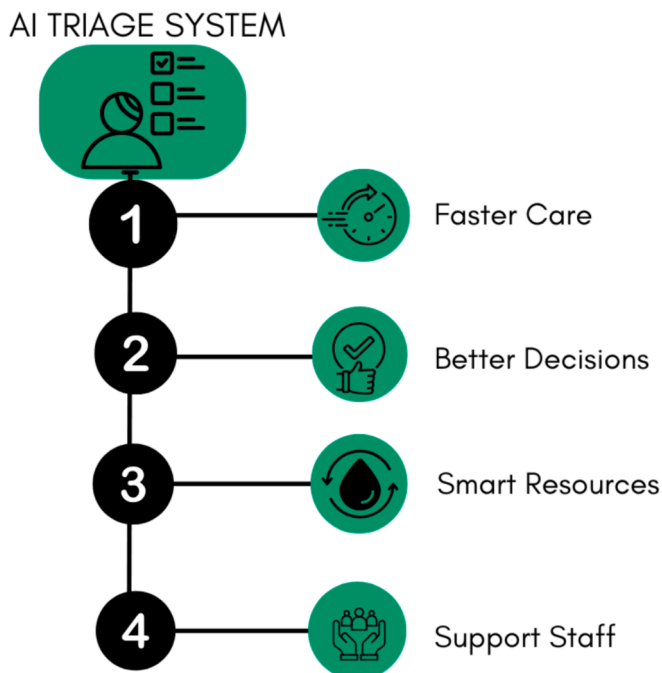 AI TRIAGE SYSTEM
1
Faster Care
2
Better Decisions
3
Smart Resources
4
Support Staff